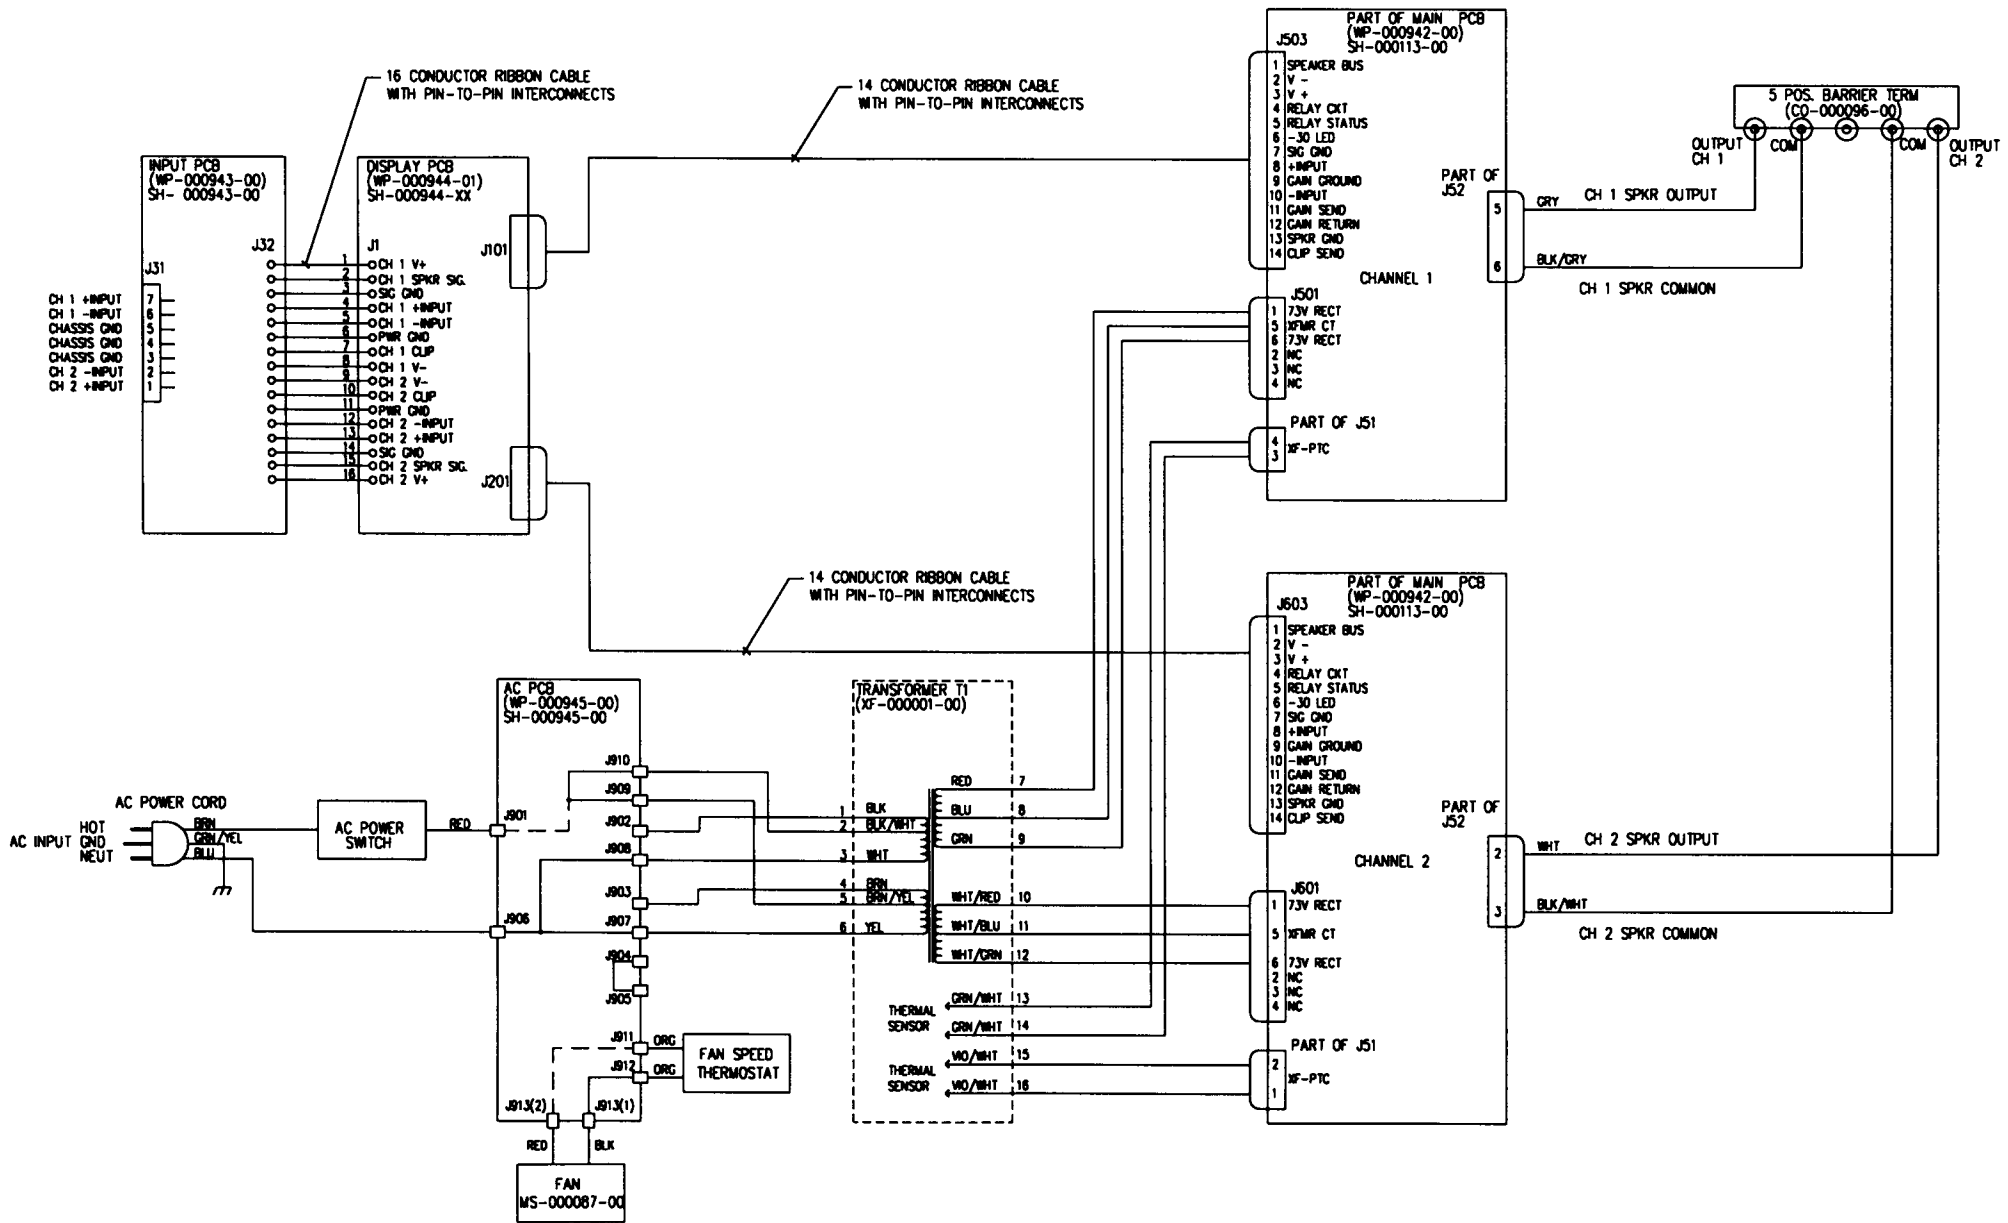 16 CONDUCTOR RIBBON CABLE
WITH PIN-TO-PIN INTERCONNECTS
14 CONDUCTOR RIBBON CABLE
WITH PIN-TO-PIN INTERCONNECTS
INPUT PCB
(WP-000943-00)
SH- 000943-00
J32
J31
CH 1 +INPUT 7
CH 1 -INPUT 6
CHASSIS GND 5
CHASSIS GND 4
CHASSIS GND 3
CH 2 -INPUT 2
CH 2 +INPUT 1
DISPLAY PCB
(WP-000944-01)
SH-000944-XX
J1
1 CH 1 V+
2 CH 1 SPKR SIG.
3 SIG GND
4 CH 1 +INPUT
5 CH 1 -INPUT
6 PWR GND
7 CH 1 CLIP
8 CH 1 V-
9 CH 2 V-
10 CH 2 CLIP
11 PWR GND
12 CH 2 -INPUT
13 CH 2 +INPUT
14 SIG GND
15 CH 2 SPKR SIG.
16 CH 2 V+
J101
J201
PART OF MAIN PCB
(WP-000942-00)
SH-000113-00
J503
1 SPEAKER BUS
2 V -
3 V +
4 RELAY CKT
5 RELAY STATUS
6 -30 LED
7 SIG GND
8 +INPUT
9 GAIN GROUND
10 -INPUT
11 GAIN SEND
12 GAIN RETURN
13 SPKR GND
14 CLIP SEND
CHANNEL 1
J501
1 73V RECT
5 XFMR CT
6 73V RECT
2 NC
3 NC
4 NC
PART OF J51
4
3
XF-PTC
PART OF
J52
5
6
GRY
CH 1 SPKR OUTPUT
BLK/GRY
CH 1 SPKR COMMON
5 POS. BARRIER TERM
(CO-000096-00)
OUTPUT
CH 1
COM
COM
OUTPUT
CH 2
14 CONDUCTOR RIBBON CABLE
WITH PIN-TO-PIN INTERCONNECTS
PART OF MAIN PCB
(WP-000942-00)
SH-000113-00
J603
1 SPEAKER BUS
2 V -
3 V +
4 RELAY CKT
5 RELAY STATUS
6 -30 LED
7 SIG GND
8 +INPUT
9 GAIN GROUND
10 -INPUT
11 GAIN SEND
12 GAIN RETURN
13 SPKR GND
14 CLIP SEND
CHANNEL 2
J601
1 73V RECT
5 XFMR CT
6 73V RECT
2 NC
3 NC
4 NC
PART OF J51
2
1
XF-PTC
PART OF
J52
2
3
WHT
CH 2 SPKR OUTPUT
BLK/WHT
CH 2 SPKR COMMON
AC POWER CORD
AC INPUT
HOT
GND
NEUT
BRN
GRN/YEL
BLU
AC POWER
SWITCH
RED
AC PCB
(WP-000945-00)
SH-000945-00
J901
J906
J910
J909
J902
J908
J903
J907
J904
J905
J911
J912
J913(2)
J913(1)
ORG
ORG
FAN SPEED
THERMOSTAT
RED
BLK
FAN
MS-000087-00
TRANSFORMER T1
(XF-000001-00)
1 BLK
2 BLK/WHT
3 WHT
4 BRN
5 BRN/YEL
6 YEL
RED 7
BLU 8
GRN 9
WHT/RED 10
WHT/BLU 11
WHT/GRN 12
THERMAL
SENSOR
GRN/WHT 13
GRN/WHT 14
THERMAL
SENSOR
VIO/WHT 15
VIO/WHT 16